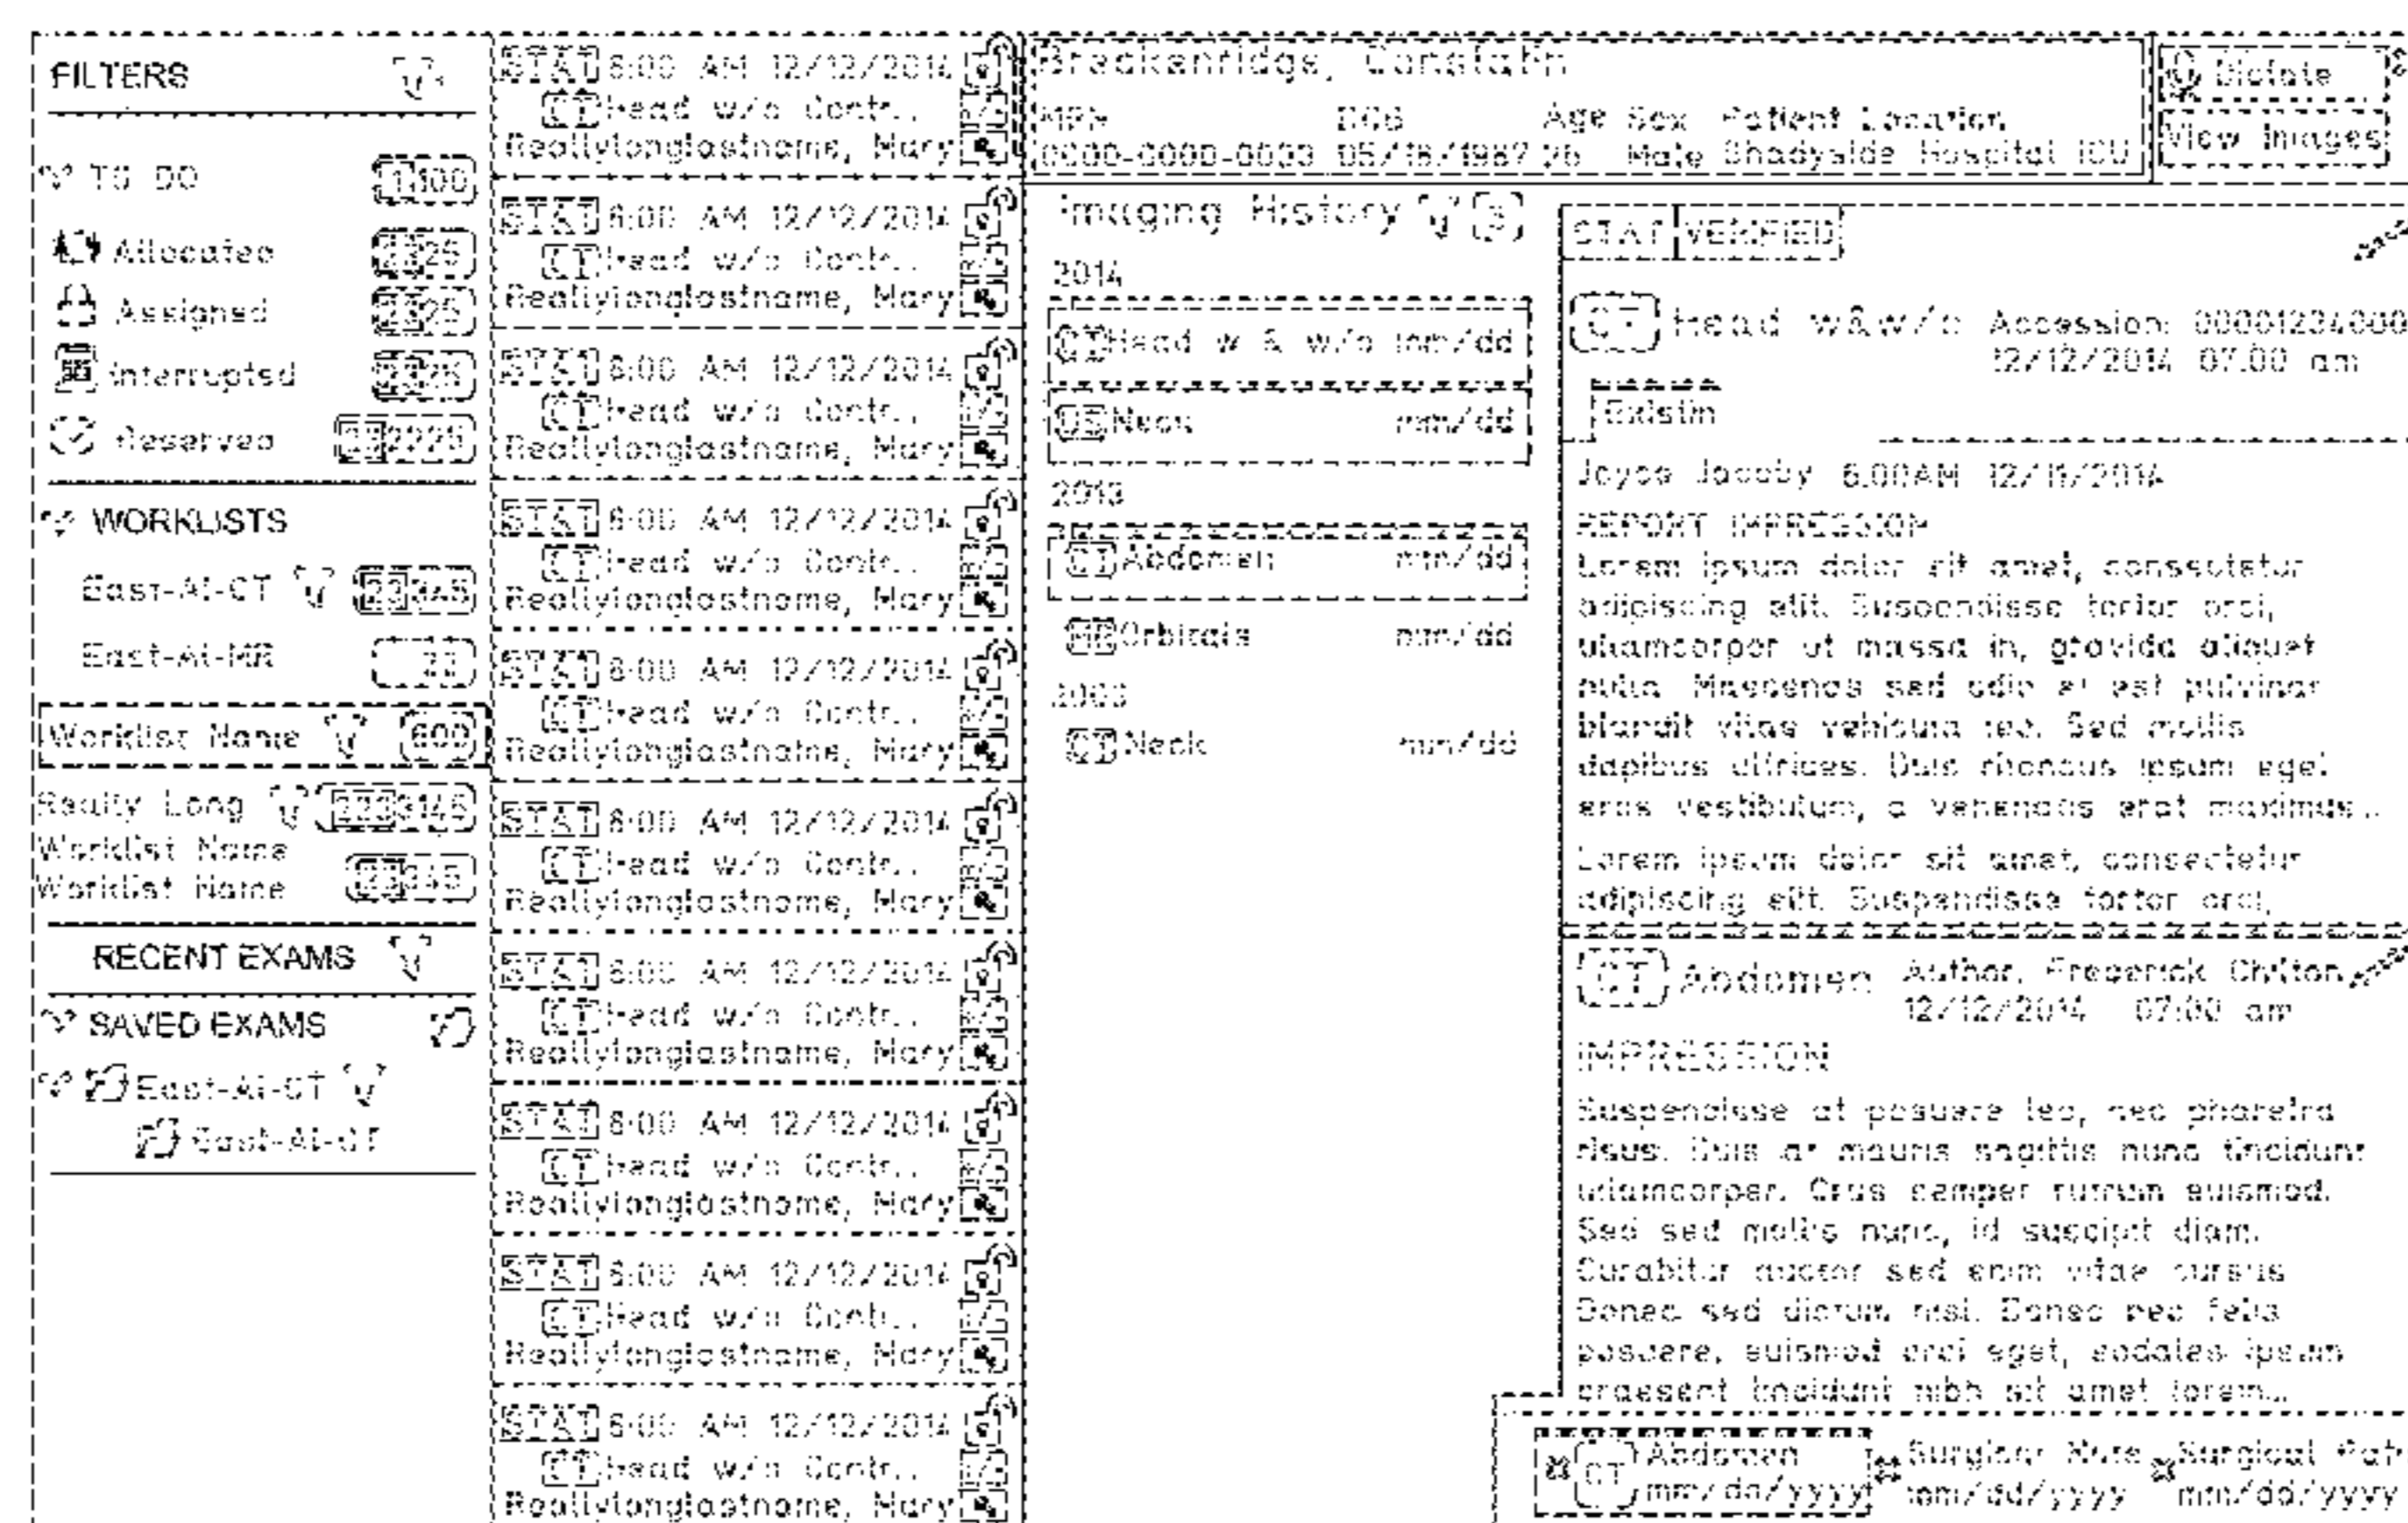 FILTERS
TO DO 1,100
Allocated
Assigned
Interrupted
Reserved
WORKLISTS
East-AI-CT
East-AI-MR 23
Worklist Name 600
Really Long
Worklist Name
Worklist Name
RECENT EXAMS
SAVED EXAMS
East-AI-CT
East-AI-CT
STAT 8:00 AM 12/12/2014
CT Head w/o Contr..
Reallylonglastname, Mary
STAT 8:00 AM 12/12/2014
CT Head w/o Contr..
Reallylonglastname, Mary
STAT 8:00 AM 12/12/2014
CT Head w/o Contr..
Reallylonglastname, Mary
STAT 8:00 AM 12/12/2014
CT Head w/o Contr..
Reallylonglastname, Mary
STAT 8:00 AM 12/12/2014
CT Head w/o Contr..
Reallylonglastname, Mary
STAT 8:00 AM 12/12/2014
CT Head w/o Contr..
Reallylonglastname, Mary
STAT 8:00 AM 12/12/2014
CT Head w/o Contr..
Reallylonglastname, Mary
STAT 8:00 AM 12/12/2014
CT Head w/o Contr..
Reallylonglastname, Mary
STAT 8:00 AM 12/12/2014
CT Head w/o Contr..
Reallylonglastname, Mary
STAT 8:00 AM 12/12/2014
CT Head w/o Contr..
Reallylonglastname, Mary
MRN DOB Age Sex Patient Location
0000-0000-0000 05/18/1987 26 Male Shadyside Hospital ICU
Dictate
View Images
Imaging History 3
2014
CT Head w & w/o mm/dd
US Neck mm/dd
2013
CT Abdomen mm/dd
MR Orbitals mm/dd
CT Neck mm/dd
STAT VERIFIED
CT Head w&w/o Accession: 000001234000
12/12/2014 07:00 am
Existin
Joyce Jacoby 6:00AM 12/11/2014
REPORT IMPRESSION
Lorem ipsum dolor sit amet, consectetur
adipiscing elit. Suspendisse tortor orci,
ullamcorper ut massa in, gravida aliquet
nulla. Maecenas sed odio at est pulvinar
blandit vitae vehicula leo. Sed mollis
dapibus ultrices. Duis rhoncus ipsum eget
eros vestibulum, a venenatis erat maximus..
Lorem ipsum dolor sit amet, consectetur
adipiscing elit. Suspendisse tortor orci,
CT Abdomen Author, Frederick Chilton
12/12/2014 07:00 am
IMPRESSION
Suspendisse at posuere leo, nec pharetra
risus. Duis at mauris sagittis nunc tincidunt
ullamcorper. Cras semper rutrum euismod.
Sed sed mollis nunc, id suscipit diam.
Curabitur auctor sed enim vitae cursus
Donec sed dictum nisl. Donec nec felis
posuere, euismod orci eget, sodales ipsum
praesent tincidunt nibh sit amet lorem..
CT Abdomen
mm/dd/yyyy
Surgical Note
mm/dd/yyyy
Surgical Path
mm/dd/yyyy